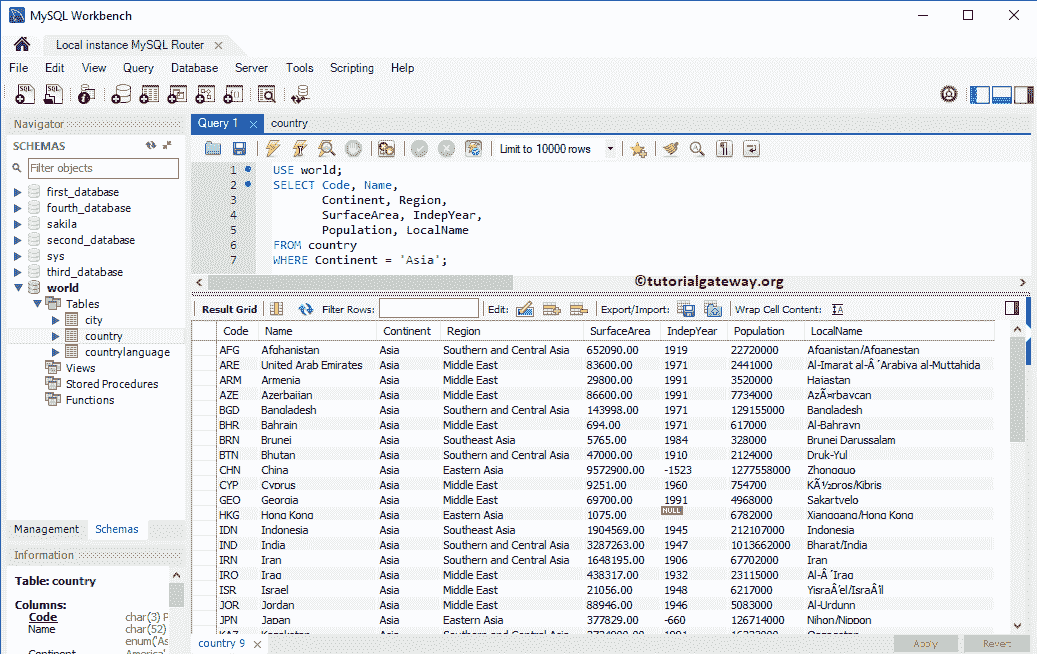 MySQL Workbench
Local instance MySQL Router
File Edit View Query Database Server Tools Scripting Help
Navigator
SCHEMAS
Filter objects
first_database
fourth_database
sakila
second_database
sys
third_database
world
Tables
city
country
countrylanguage
Views
Stored Procedures
Functions
Management Schemas
Information
Table: country
Columns:
Code char(3) P
Name char(52)
enum('As
Query 1 country
Limit to 10000 rows
1 USE world;
2 SELECT Code, Name,
3 Continent, Region,
4 SurfaceArea, IndepYear,
5 Population, LocalName
6 FROM country
7 WHERE Continent = 'Asia';
©tutorialgateway.org
Result Grid Filter Rows: Edit: Export/Import: Wrap Cell Content:
Code Name Continent Region SurfaceArea IndepYear Population LocalName
AFG Afghanistan Asia Southern and Central Asia 652090.00 1919 22720000 Afganistan/Afqanestan
ARE United Arab Emirates Asia Middle East 83600.00 1971 2441000 Al-Imarat al-Â´Arabiya al-Muttahida
ARM Armenia Asia Middle East 29800.00 1991 3520000 Hajastan
AZE Azerbaijan Asia Middle East 86600.00 1991 7734000 AzÃ¤rbaycan
BGD Bangladesh Asia Southern and Central Asia 143998.00 1971 129155000 Bangladesh
BHR Bahrain Asia Middle East 694.00 1971 617000 Al-Bahrayn
BRN Brunei Asia Southeast Asia 5765.00 1984 328000 Brunei Darussalam
BTN Bhutan Asia Southern and Central Asia 47000.00 1910 2124000 Druk-Yul
CHN China Asia Eastern Asia 9572900.00 -1523 1277558000 Zhongquo
CYP Cyprus Asia Middle East 9251.00 1960 754700 KÃ½pros/Kibris
GEO Georgia Asia Middle East 69700.00 1991 4968000 Sakartvelo
HKG Hong Kong Asia Eastern Asia 1075.00 NULL 6782000 Xianggang/Hong Kong
IDN Indonesia Asia Southeast Asia 1904569.00 1945 212107000 Indonesia
IND India Asia Southern and Central Asia 3287263.00 1947 1013662000 Bharat/India
IRN Iran Asia Southern and Central Asia 1648195.00 1906 67702000 Iran
IRQ Iraq Asia Middle East 438317.00 1932 23115000 Al-Â´Iraq
ISR Israel Asia Middle East 21056.00 1948 6217000 YisraÂ´el/IsraÂ´il
JOR Jordan Asia Middle East 88946.00 1946 5083000 Al-Urdunn
JPN Japan Asia Eastern Asia 377829.00 -660 126714000 Nihon/Nippon
country 9
Apply Revert